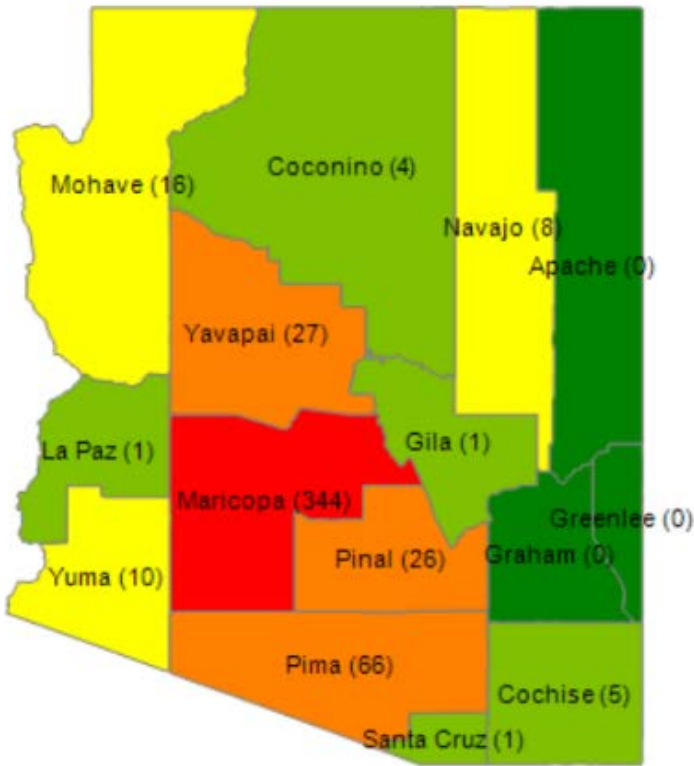 Coconino (4)
Mohave (16)
Navajo (8)
Apache (0)
Yavapai (27)
Gila (1)
La Paz (1)
Maricopa (344)
Greenlee (0)
Graham (0)
Pinal (26)
Yuma (10)
Pima (66)
Cochise (5)
Santa Cruz (1)